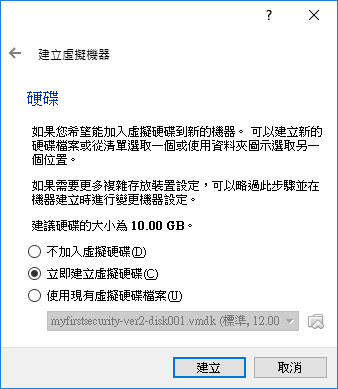 ?
建立虛擬機器
硬碟
如果您希望能加入虛擬硬碟到新的機器。 可以建立新的
硬碟檔案或從清單選取一個或使用資料夾圖示選取另一
個位置。
如果需要更多複雜存放裝置設定，可以略過此步驟並在
機器建立時進行變更機器設定。
建議硬碟的大小為 10.00 GB。
不加入虛擬硬碟(D)
立即建立虛擬硬碟(C)
使用現有虛擬硬碟檔案(U)
myfirstsecurity-ver2-disk001.vmdk (標準, 12.00
建立
取消